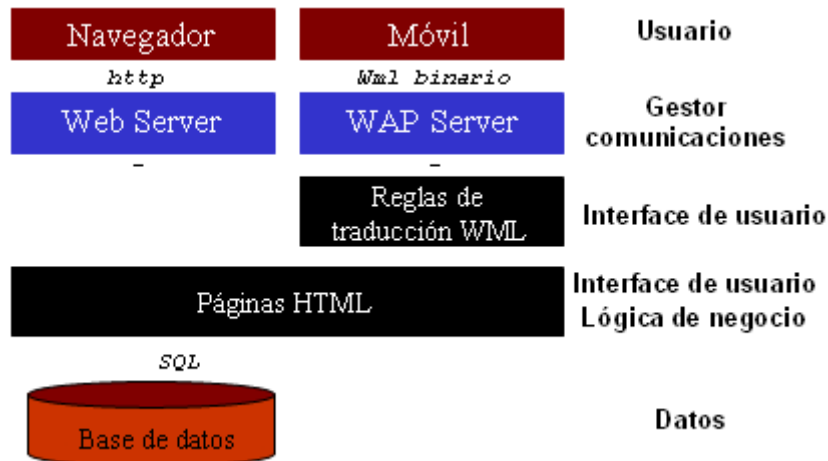 Navegador
Móvil
Usuario
http
Wml binario
Web Server
WAP Server
Gestor
comunicaciones
-
-
Reglas de
traducción WML
Interface de usuario
Páginas HTML
Interface de usuario
Lógica de negocio
SQL
Base de datos
Datos